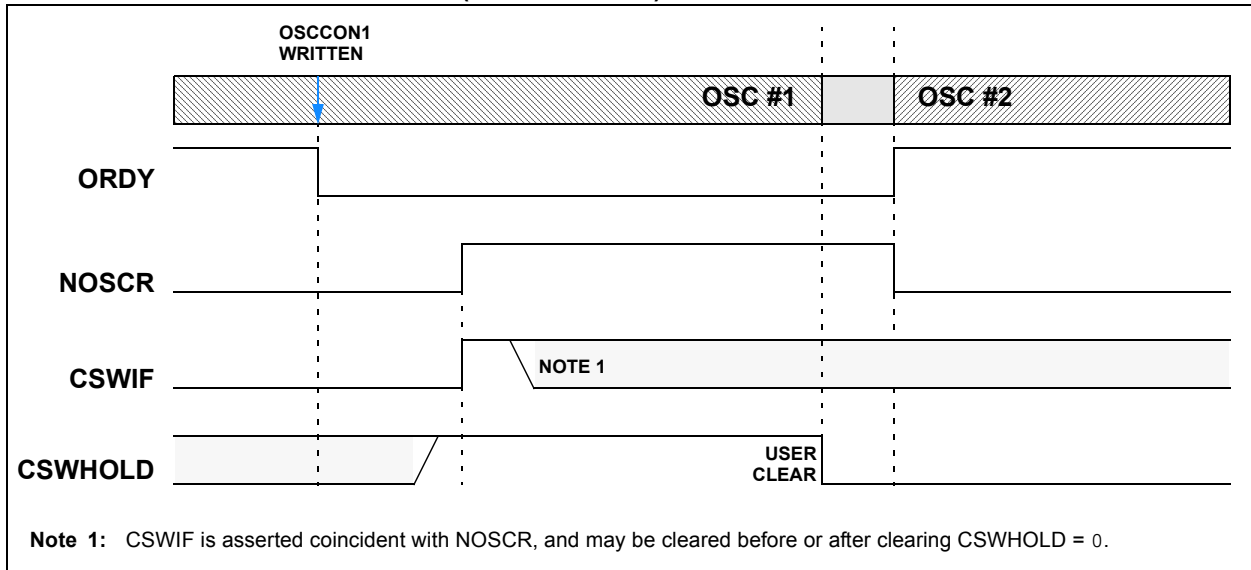 OSCCON1
WRITTEN
OSC #1
OSC #2
ORDY
NOSCR
CSWIF
NOTE 1
CSWHOLD
USER
CLEAR
Note 1: CSWIF is asserted coincident with NOSCR, and may be cleared before or after clearing CSWHOLD = 0.